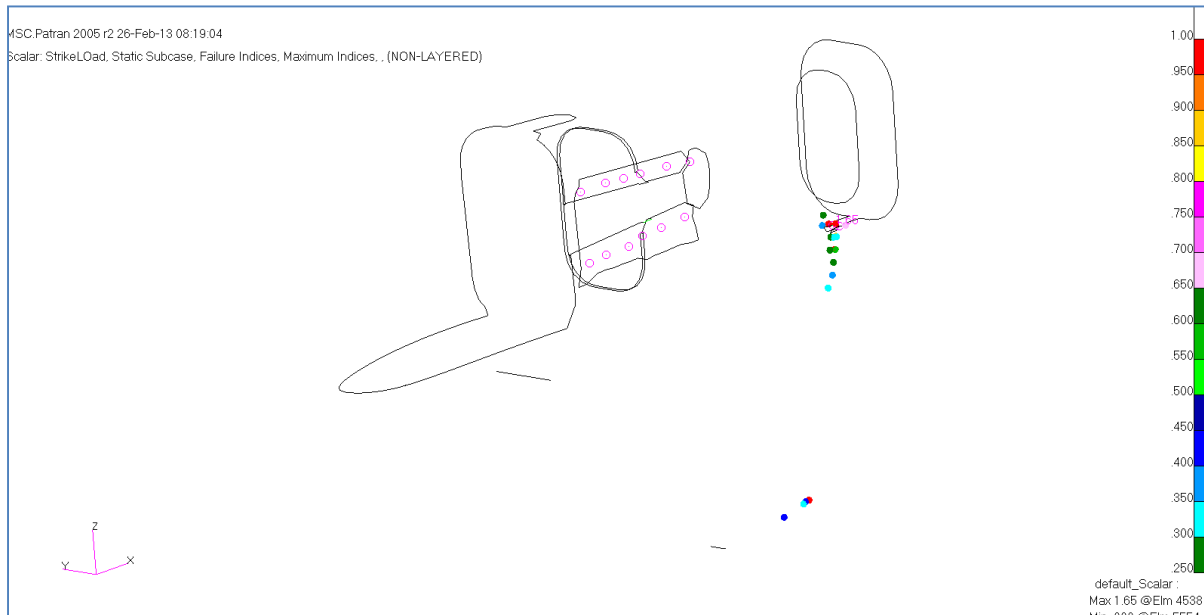 MSC.Patran 2005 r2 26-Feb-13 08:19:04
Scalar: StrikeLOad, Static Subcase, Failure Indices, Maximum Indices, , (NON-LAYERED)
1.00
.950
.900
.850
.800
.750
.700
.650
.600
.550
.500
.450
.400
.350
.300
.250
Z
Y
X
default_Scalar :
Max 1.65 @Elm 4538